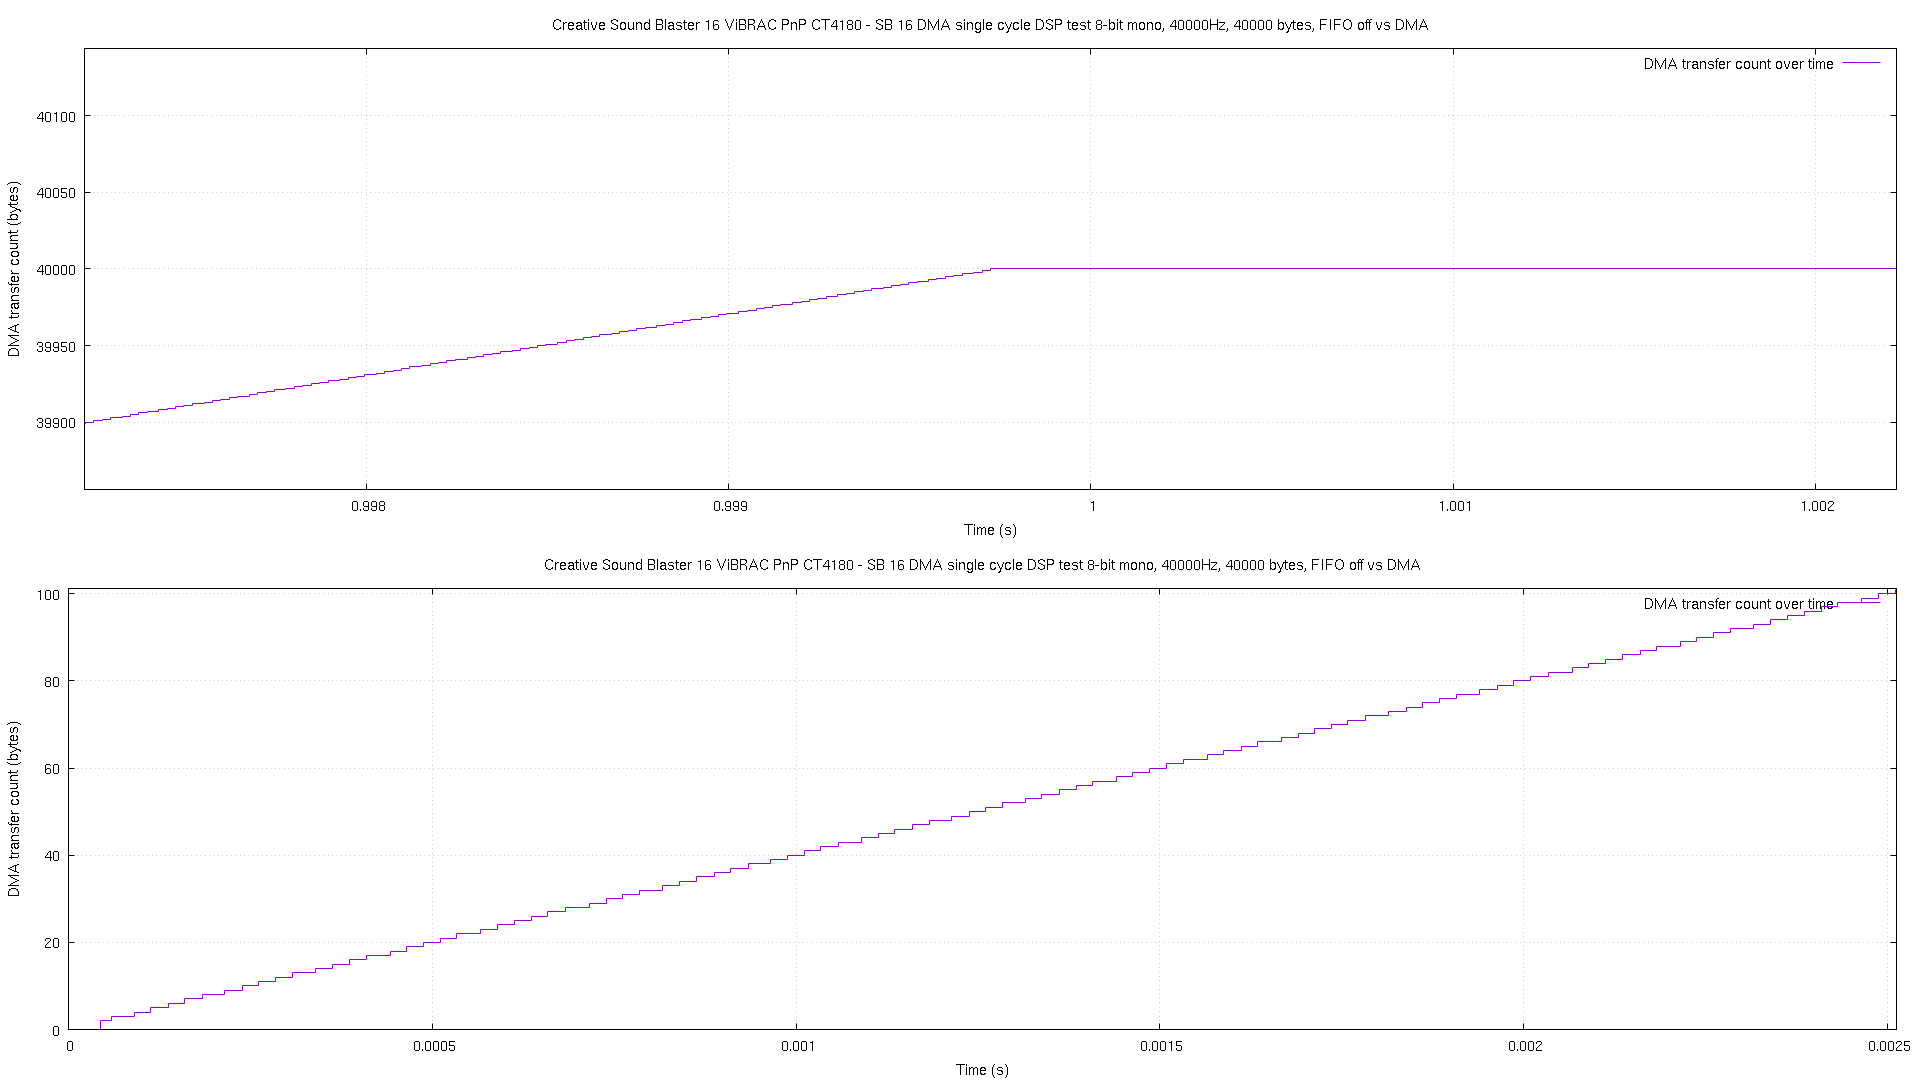 Creative Sound Blaster 16 ViBRAC PnP CT4180 - SB 16 DMA single cycle DSP test 8-bit mono, 40000Hz, 40000 bytes, FIFO off vs DMA
DMA transfer count over time
40100
40050
40000
39950
39900
DMA transfer count (bytes)
0.998 0.999 1 1.001 1.002
Time (s)
Creative Sound Blaster 16 ViBRAC PnP CT4180 - SB 16 DMA single cycle DSP test 8-bit mono, 40000Hz, 40000 bytes, FIFO off vs DMA
DMA transfer count over time
100
80
60
40
20
0
DMA transfer count (bytes)
0 0.0005 0.001 0.0015 0.002 0.0025
Time (s)